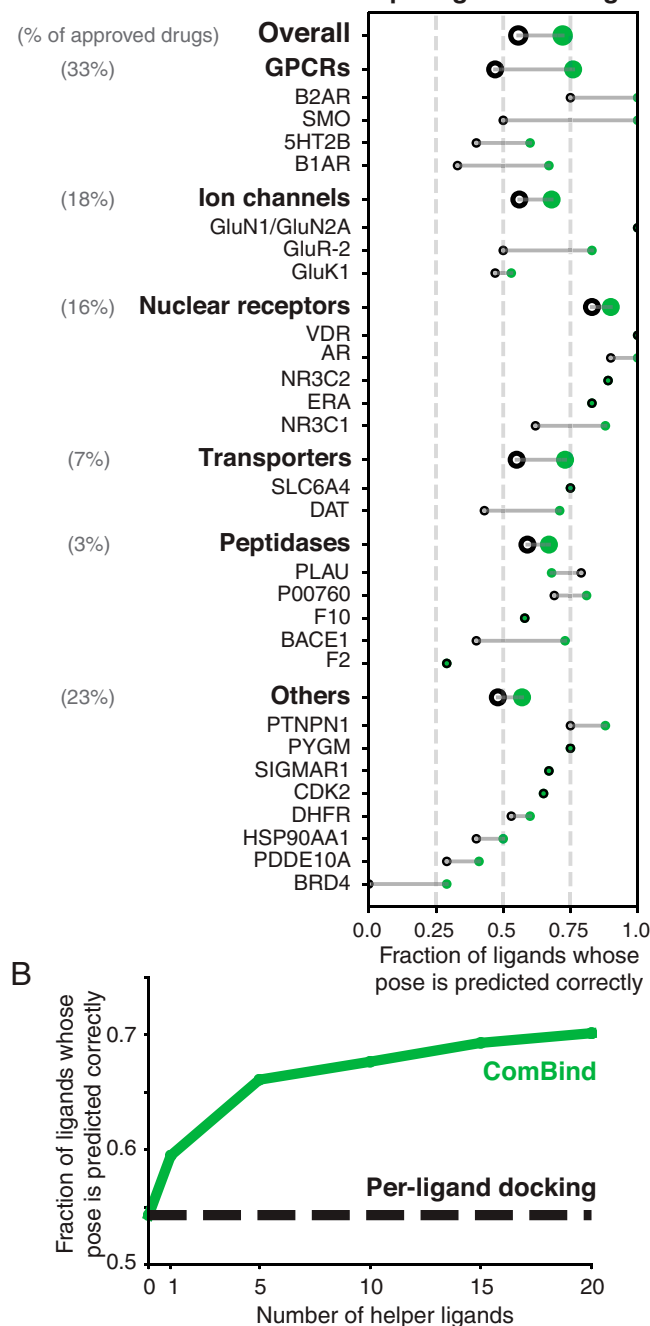 (% of approved drugs) Overall
(33%) GPCRs
B2AR
SMO
5HT2B
B1AR
(18%) Ion channels
GluN1/GluN2A
GluR-2
GluK1
(16%) Nuclear receptors
VDR
AR
NR3C2
ERA
NR3C1
(7%) Transporters
SLC6A4
DAT
(3%) Peptidases
PLAU
P00760
F10
BACE1
F2
(23%) Others
PTNPN1
PYGM
SIGMAR1
CDK2
DHFR
HSP90AA1
PDDE10A
BRD4
0.0 0.25 0.5 0.75 1.0
Fraction of ligands whose
pose is predicted correctly
B
Fraction of ligands whose
pose is predicted correctly
0.7
0.6
0.5
ComBind
Per-ligand docking
0 1 5 10 15 20
Number of helper ligands